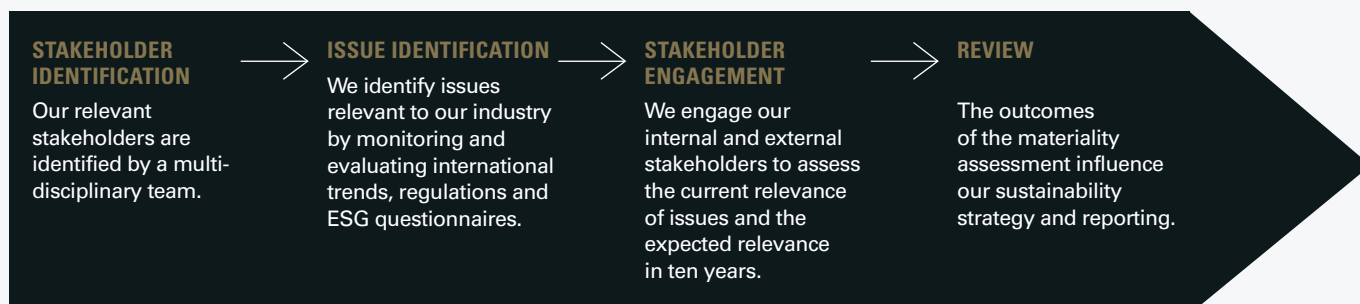 STAKEHOLDER
IDENTIFICATION
Our relevant
stakeholders are
identified by a multi-
disciplinary team.
ISSUE IDENTIFICATION
We identify issues
relevant to our industry
by monitoring and
evaluating international
trends, regulations and
ESG questionnaires.
STAKEHOLDER
ENGAGEMENT
We engage our
internal and external
stakeholders to assess
the current relevance
of issues and the
expected relevance
in ten years.
REVIEW
The outcomes
of the materiality
assessment influence
our sustainability
strategy and reporting.